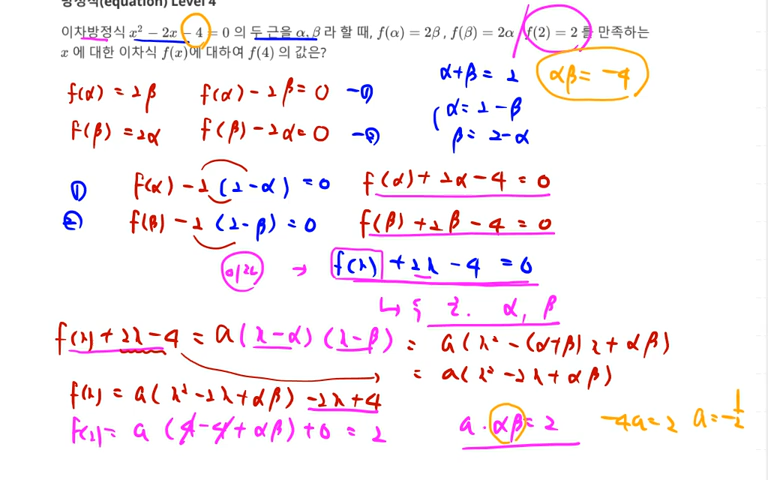 방정식(equation) Level 4
이차방정식 x² − 2x − 4 = 0 의 두 근을 α, β 라 할 때, f(α) = 2β, f(β) = 2α, f(2) = 2 를 만족하는
x 에 대한 이차식 f(x)에 대하여 f(4) 의 값은?
α+β = 2 αβ = -4
f(α) = 2β f(α) - 2β = 0 -①
α = 2-β
f(β) = 2α f(β) - 2α = 0 -②
β = 2-α
① f(α) - 2(2-α) = 0 f(α) + 2α - 4 = 0
② f(β) - 2(2-β) = 0 f(β) + 2β - 4 = 0
→ f(x) + 2x - 4 = 0
α, β
f(x) + 2x - 4 = a(x-α)(x-β) = a(x² - (α+β)x + αβ)
= a(x² - 2x + αβ)
f(x) = a(x² - 2x + αβ) - 2x + 4
f(2) = a(4 - 4 + αβ) + 0 = 2 a · αβ = 2 -4a = 2 a = -1/2